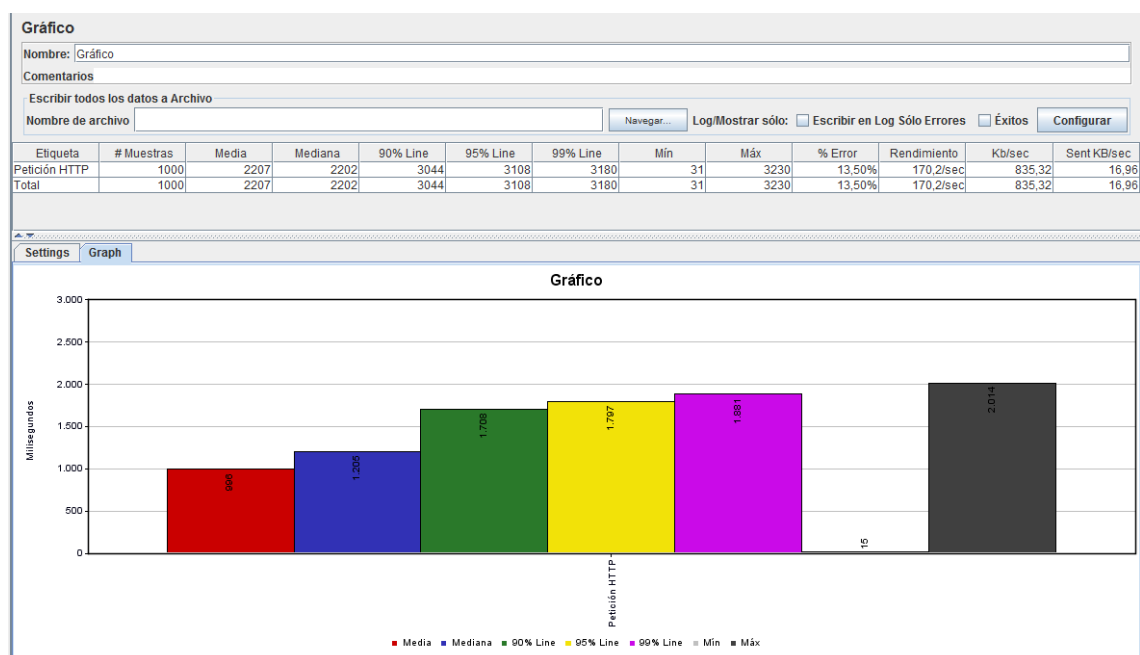 Gráfico
Nombre: Gráfico
Comentarios
Escribir todos los datos a Archivo
Nombre de archivo Navegar... Log/Mostrar sólo: Escribir en Log Sólo Errores Éxitos Configurar
Etiqueta # Muestras Media Mediana 90% Line 95% Line 99% Line Mín Máx % Error Rendimiento Kb/sec Sent KB/sec
Petición HTTP 1000 2207 2202 3044 3108 3180 31 3230 13,50% 170,2/sec 835,32 16,96
Total 1000 2207 2202 3044 3108 3180 31 3230 13,50% 170,2/sec 835,32 16,96
Settings Graph
Gráfico
3.000
2.500
2.000
1.500
1.000
500
0
Milisegundos
996
1.205
1.708
1.797
1.881
15
2.014
Petición HTTP
Media Mediana 90% Line 95% Line 99% Line Mín Máx